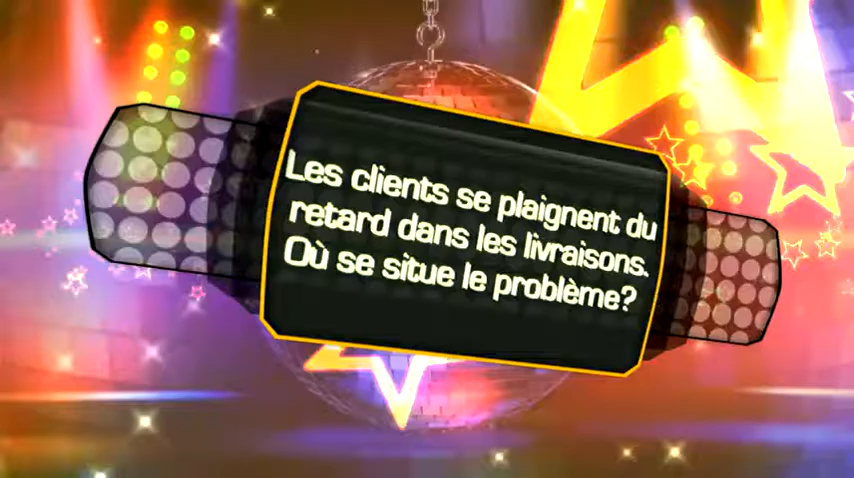 Les clients se plaignent du
retard dans les livraisons.
Où se situe le problème?